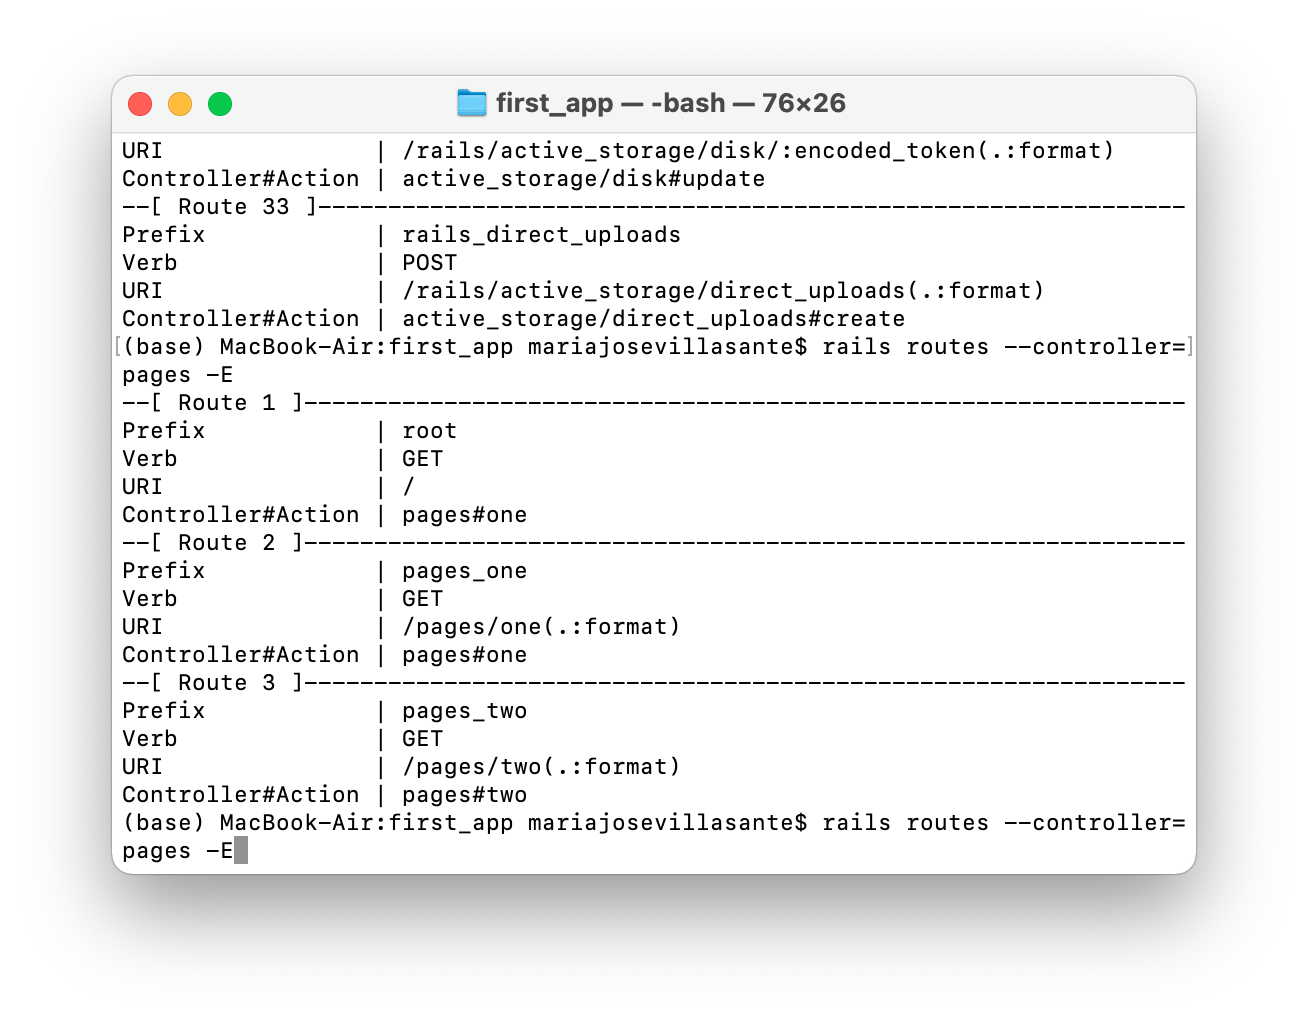 first_app — -bash — 76×26
URI                | /rails/active_storage/disk/:encoded_token(.:format)
Controller#Action | active_storage/disk#update
--[ Route 33 ]--------------------------------------------------------------
Prefix            | rails_direct_uploads
Verb              | POST
URI               | /rails/active_storage/direct_uploads(.:format)
Controller#Action | active_storage/direct_uploads#create
[(base) MacBook-Air:first_app mariajosevillasante$ rails routes --controller=]
pages -E
--[ Route 1 ]---------------------------------------------------------------
Prefix            | root
Verb              | GET
URI               | /
Controller#Action | pages#one
--[ Route 2 ]---------------------------------------------------------------
Prefix            | pages_one
Verb              | GET
URI               | /pages/one(.:format)
Controller#Action | pages#one
--[ Route 3 ]---------------------------------------------------------------
Prefix            | pages_two
Verb              | GET
URI               | /pages/two(.:format)
Controller#Action | pages#two
(base) MacBook-Air:first_app mariajosevillasante$ rails routes --controller=
pages -E